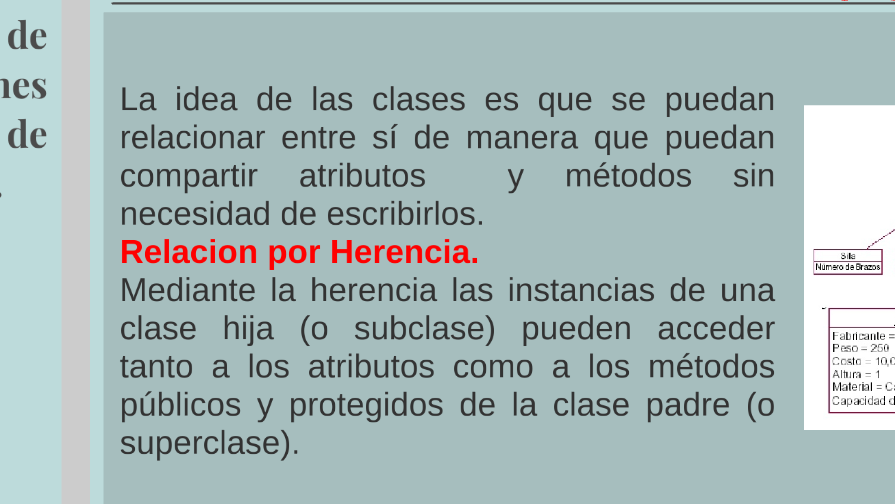 de
nes
de
.
La idea de las clases es que se puedan
relacionar entre sí de manera que puedan
compartir atributos y métodos sin
necesidad de escribirlos.
Relacion por Herencia.
Mediante la herencia las instancias de una
clase hija (o subclase) pueden acceder
tanto a los atributos como a los métodos
públicos y protegidos de la clase padre (o
superclase).
Silla
Número de Brazos
Fabricante =
Peso = 250
Costo = 10,0
Altura = 1
Material = C
Capacidad d